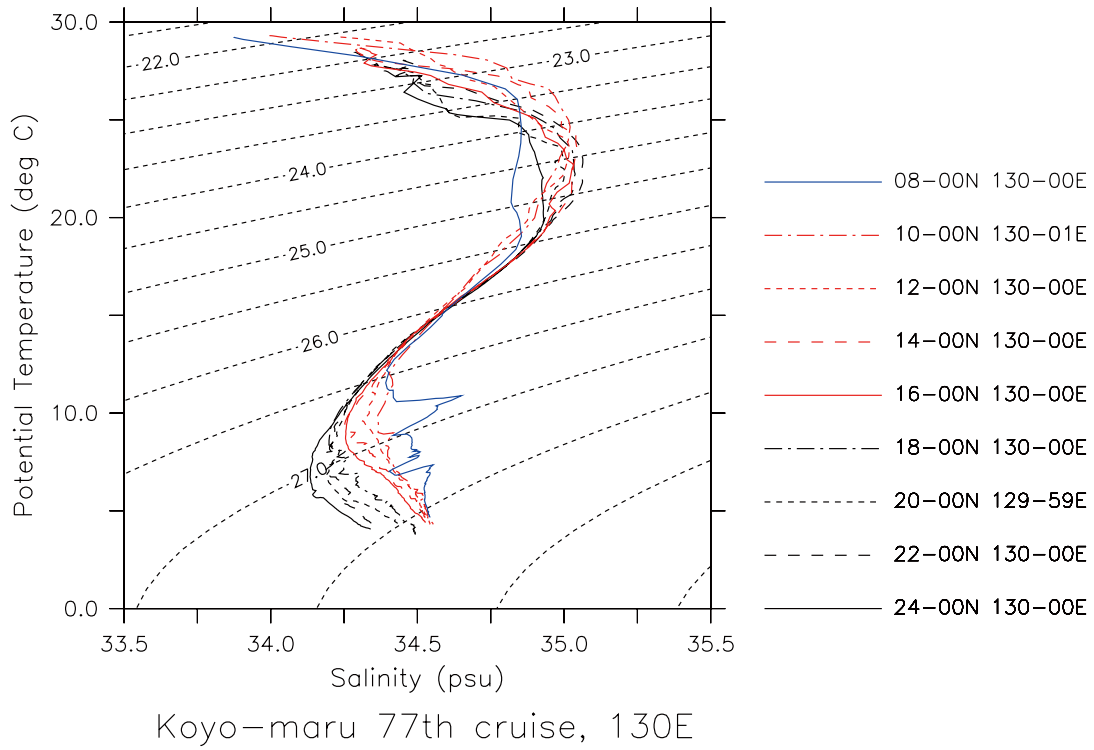 Potential Temperature (deg C)
30.0
20.0
10.0
0.0
22.0
23.0
24.0
25.0
26.0
27.0
33.5 34.0 34.5 35.0 35.5
Salinity (psu)
08-00N 130-00E
10-00N 130-01E
12-00N 130-00E
14-00N 130-00E
16-00N 130-00E
18-00N 130-00E
20-00N 129-59E
22-00N 130-00E
24-00N 130-00E
Koyo-maru 77th cruise, 130E